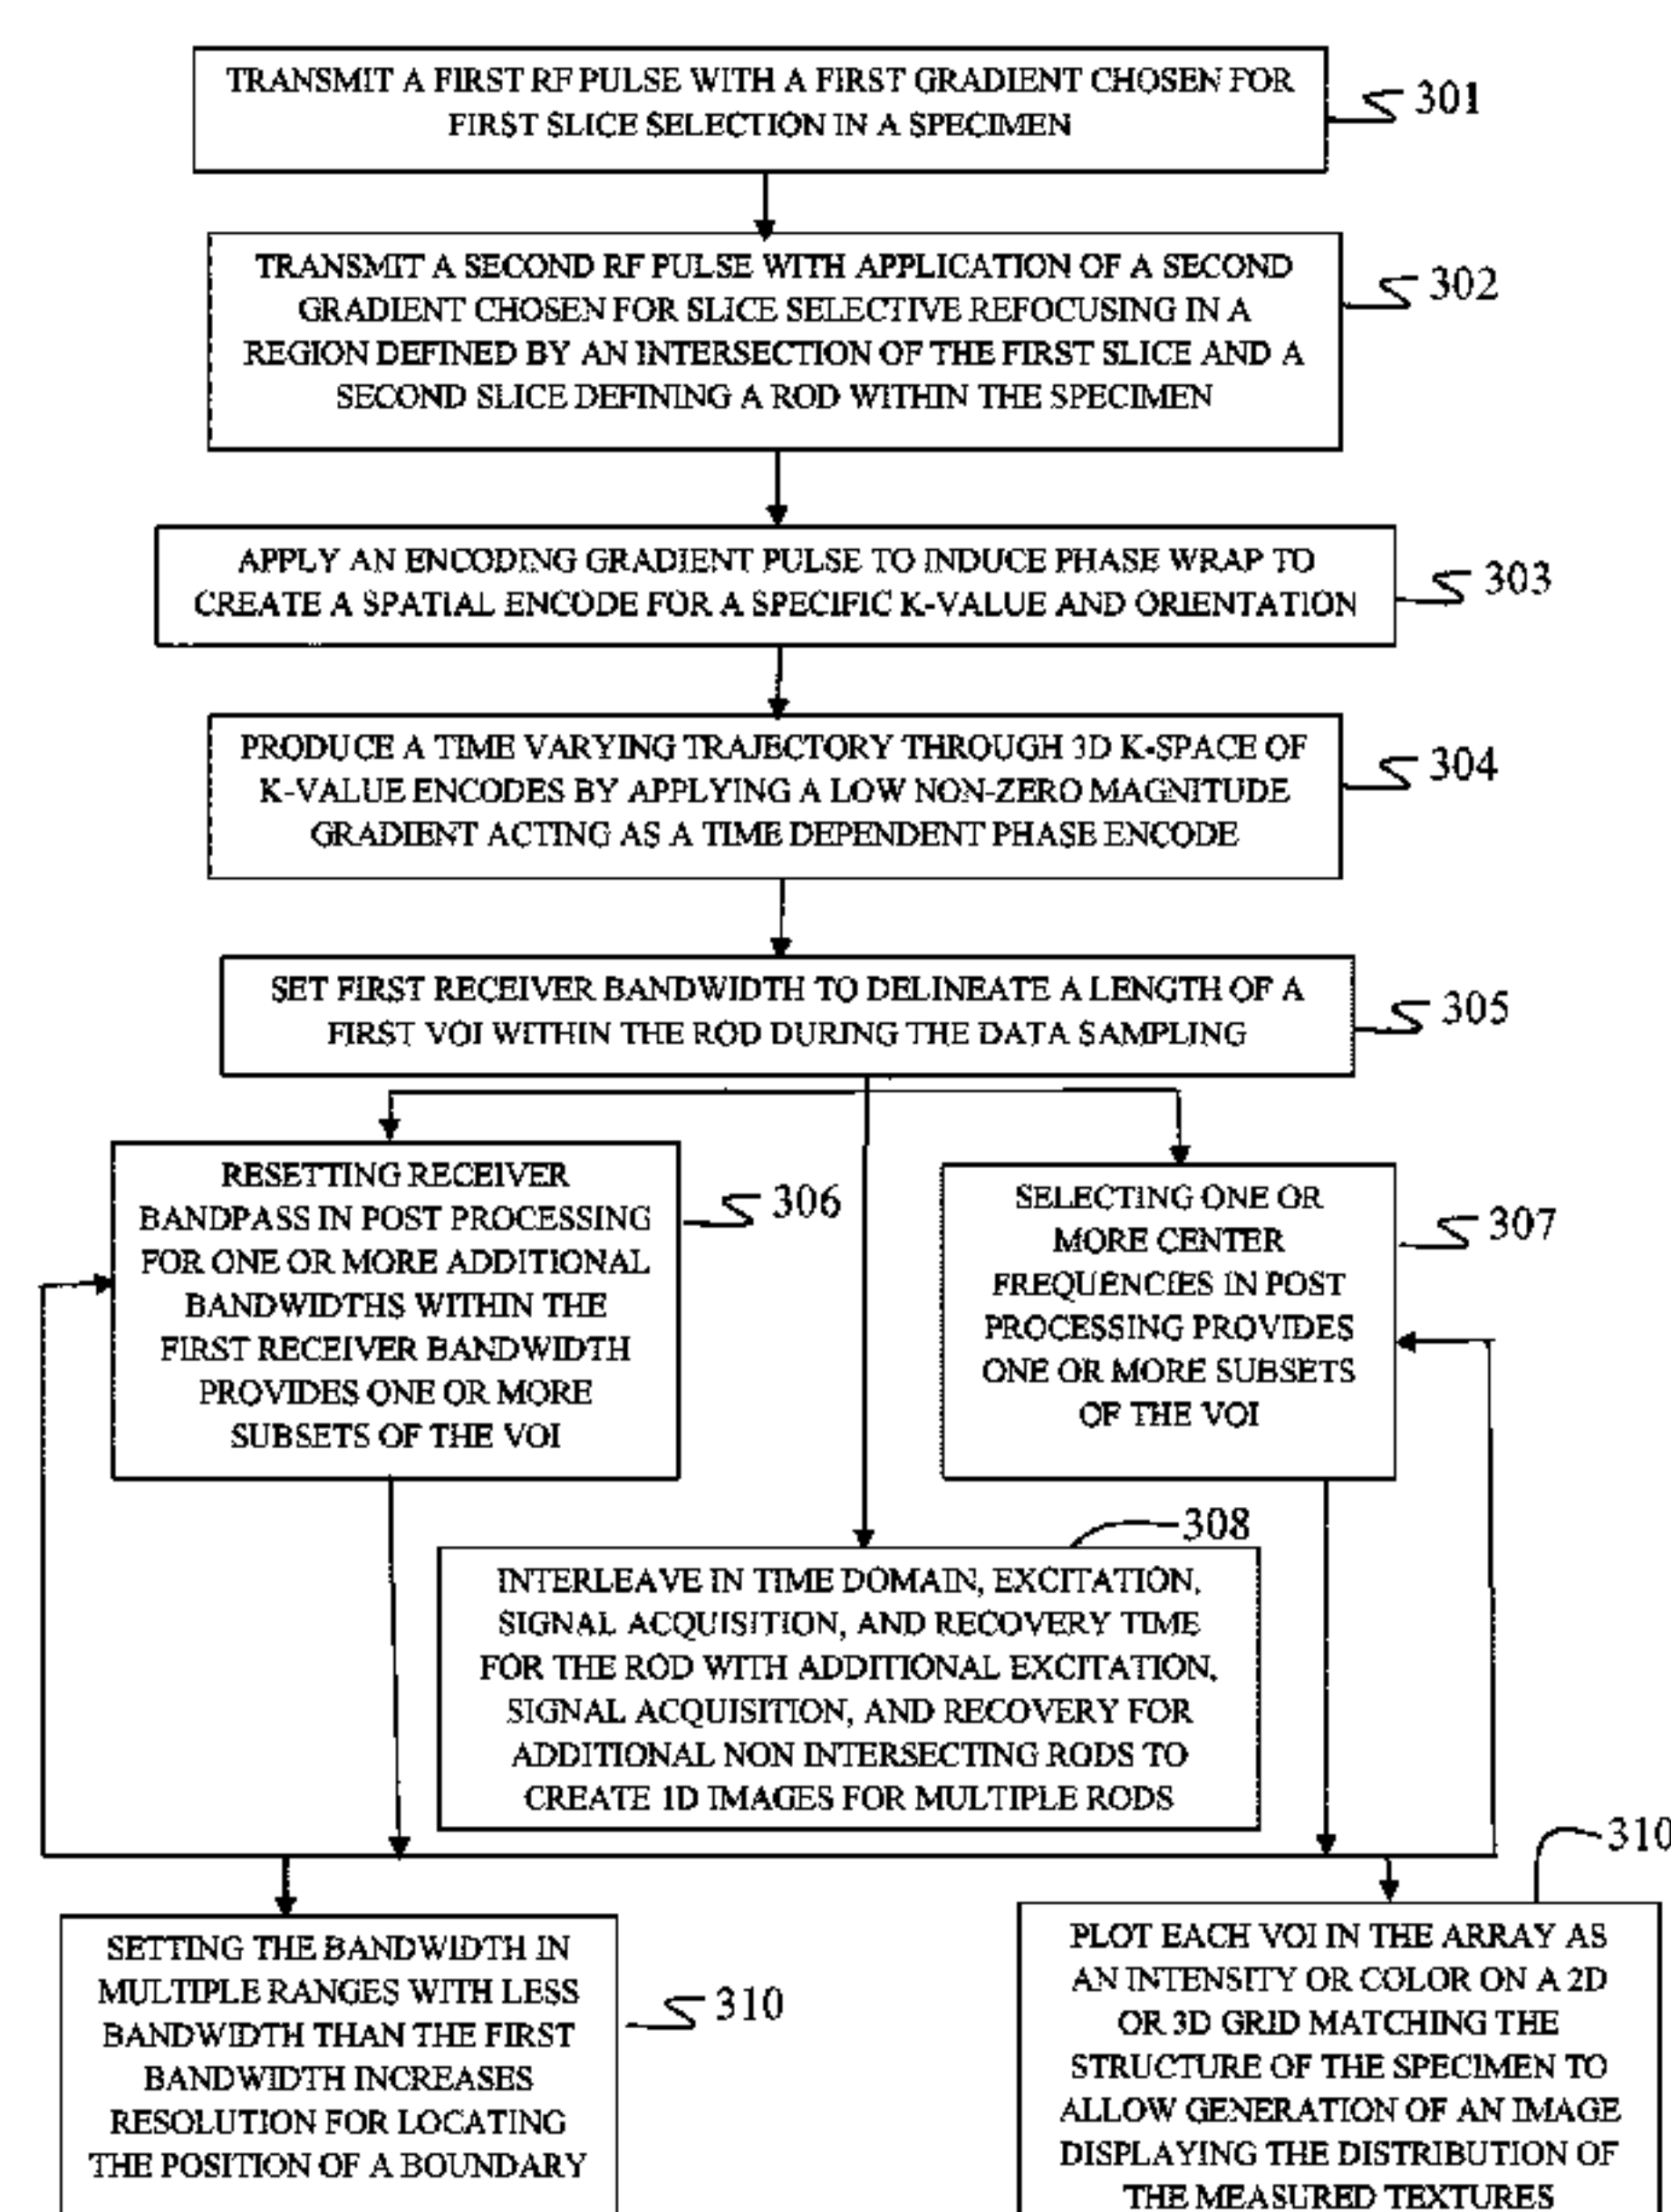 TRANSMIT A FIRST RF PULSE WITH A FIRST GRADIENT CHOSEN FOR
FIRST SLICE SELECTION IN A SPECIMEN
301
TRANSMIT A SECOND RF PULSE WITH APPLICATION OF A SECOND
GRADIENT CHOSEN FOR SLICE SELECTIVE REFOCUSING IN A
REGION DEFINED BY AN INTERSECTION OF THE FIRST SLICE AND A
SECOND SLICE DEFINING A ROD WITHIN THE SPECIMEN
302
APPLY AN ENCODING GRADIENT PULSE TO INDUCE PHASE WRAP TO
CREATE A SPATIAL ENCODE FOR A SPECIFIC K-VALUE AND ORIENTATION
303
PRODUCE A TIME VARYING TRAJECTORY THROUGH 3D K-SPACE OF
K-VALUE ENCODES BY APPLYING A LOW NON-ZERO MAGNITUDE
GRADIENT ACTING AS A TIME DEPENDENT PHASE ENCODE
304
SET FIRST RECEIVER BANDWIDTH TO DELINEATE A LENGTH OF A
FIRST VOI WITHIN THE ROD DURING THE DATA SAMPLING
305
RESETTING RECEIVER
BANDPASS IN POST PROCESSING
FOR ONE OR MORE ADDITIONAL
BANDWIDTHS WITHIN THE
FIRST RECEIVER BANDWIDTH
PROVIDES ONE OR MORE
SUBSETS OF THE VOI
306
SELECTING ONE OR
MORE CENTER
FREQUENCIES IN POST
PROCESSING PROVIDES
ONE OR MORE SUBSETS
OF THE VOI
307
308
INTERLEAVE IN TIME DOMAIN, EXCITATION,
SIGNAL ACQUISITION, AND RECOVERY TIME
FOR THE ROD WITH ADDITIONAL EXCITATION,
SIGNAL ACQUISITION, AND RECOVERY FOR
ADDITIONAL NON INTERSECTING RODS TO
CREATE 1D IMAGES FOR MULTIPLE RODS
SETTING THE BANDWIDTH IN
MULTIPLE RANGES WITH LESS
BANDWIDTH THAN THE FIRST
BANDWIDTH INCREASES
RESOLUTION FOR LOCATING
THE POSITION OF A BOUNDARY
310
310
PLOT EACH VOI IN THE ARRAY AS
AN INTENSITY OR COLOR ON A 2D
OR 3D GRID MATCHING THE
STRUCTURE OF THE SPECIMEN TO
ALLOW GENERATION OF AN IMAGE
DISPLAYING THE DISTRIBUTION OF
THE MEASURED TEXTURES